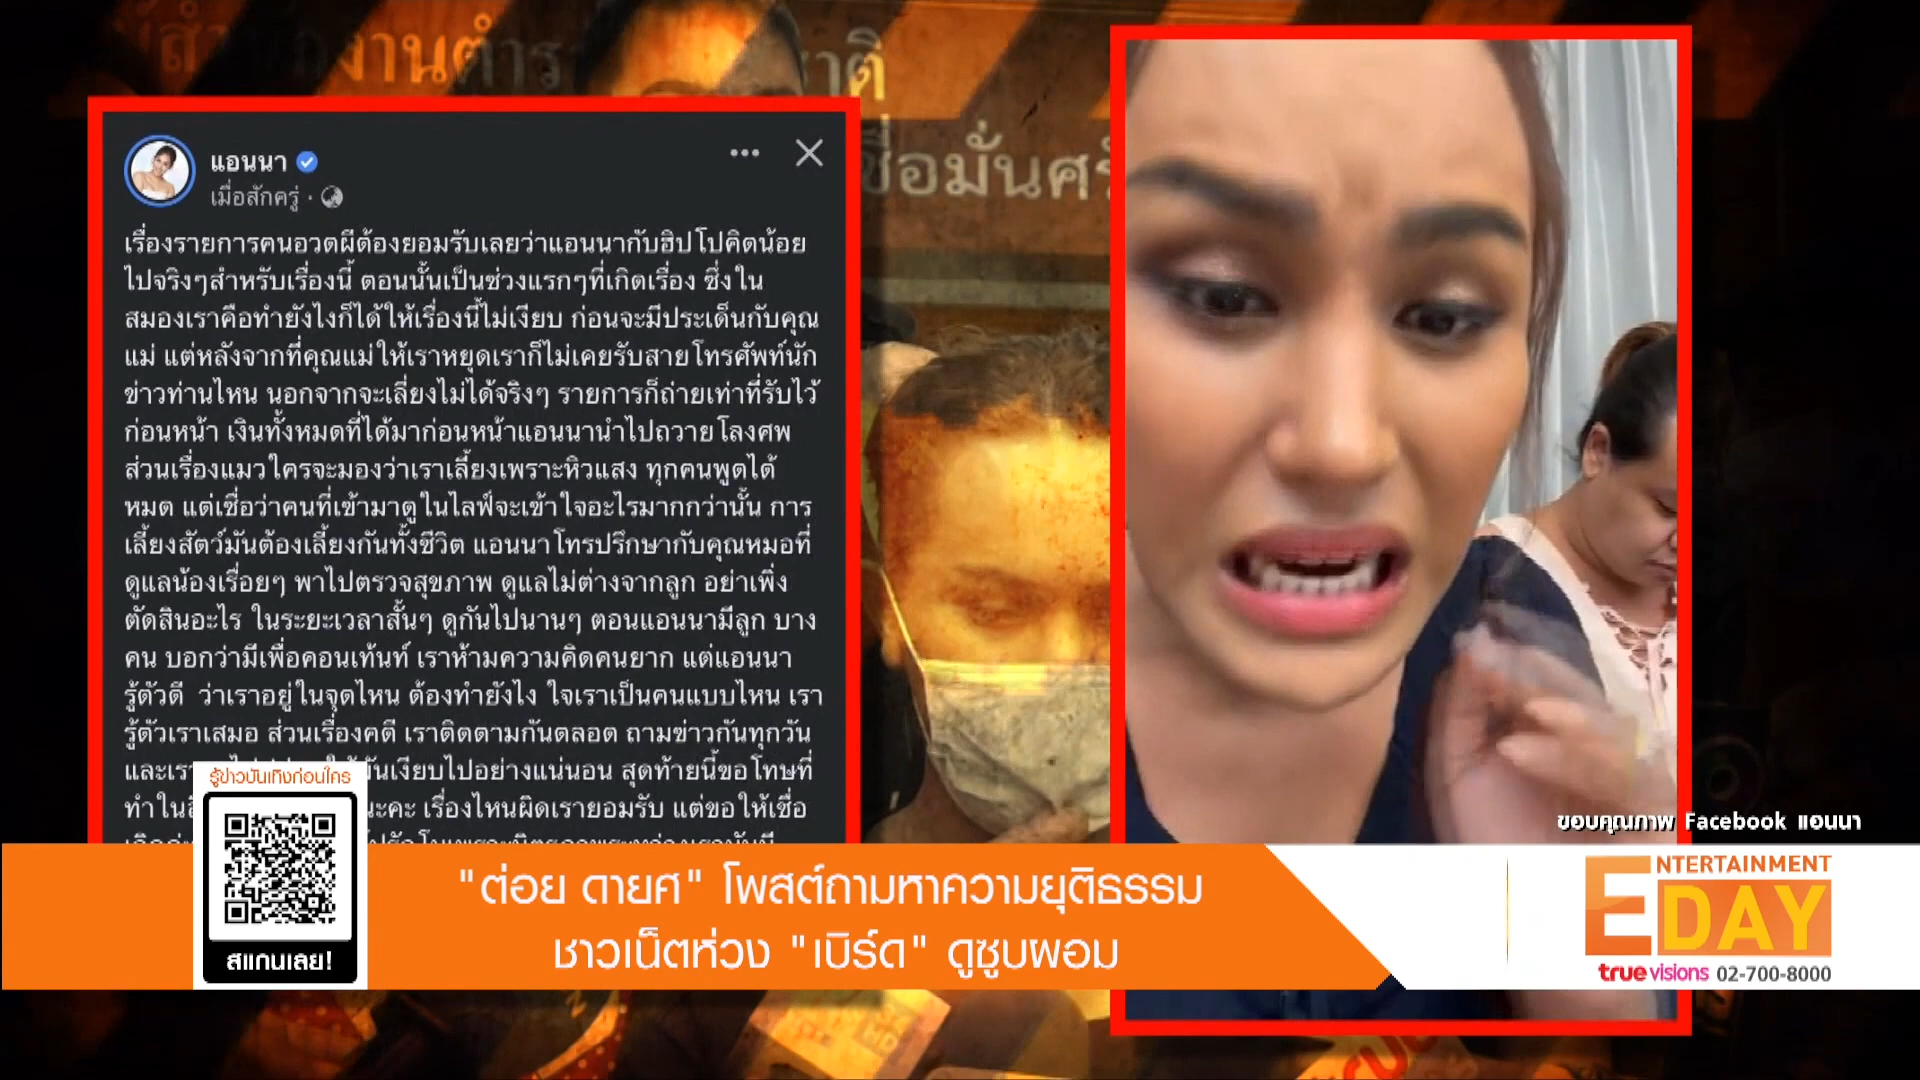 งานตำร
าติ
ชื่อมั่นศร
แอนนา
เมื่อสักครู่ ·
เรื่องรายการคนอวดผีต้องยอมรับเลยว่าแอนนากับฮิปโปคิดน้อย
ไปจริงๆสำหรับเรื่องนี้ ตอนนั้นเป็นช่วงแรกๆที่เกิดเรื่อง ซึ่งใน
สมองเราคือทำยังไงก็ได้ให้เรื่องนี้ไม่เงียบ ก่อนจะมีประเด็นกับคุณ
แม่ แต่หลังจากที่คุณแม่ให้เราหยุดเราก็ไม่เคยรับสายโทรศัพท์นัก
ข่าวท่านไหน นอกจากจะเลี่ยงไม่ได้จริงๆ รายการก็ถ่ายเท่าที่รับไว้
ก่อนหน้า เงินทั้งหมดที่ได้มาก่อนหน้าแอนนานำไปถวายโลงศพ
ส่วนเรื่องแมวใครจะมองว่าเราเลี้ยงเพราะหิวแสง ทุกคนพูดได้
หมด แต่เชื่อว่าคนที่เข้ามาดูในไลฟ์จะเข้าใจอะไรมากกว่านั้น การ
เลี้ยงสัตว์มันต้องเลี้ยงกันทั้งชีวิต แอนนาโทรปรึกษากับคุณหมอที่
ดูแลน้องเรื่อยๆ พาไปตรวจสุขภาพ ดูแลไม่ต่างจากลูก อย่าเพิ่ง
ตัดสินอะไร ในระยะเวลาสั้นๆ ดูกันไปนานๆ ตอนแอนนามีลูก บาง
คน บอกว่ามีเพื่อคอนเท้นท์ เราห้ามความคิดคนยาก แต่แอนนา
รู้ตัวดี ว่าเราอยู่ในจุดไหน ต้องทำยังไง ใจเราเป็นคนแบบไหน เรา
รู้ตัวเราเสมอ ส่วนเรื่องคดี เราติดตามกันตลอด ถามข่าวกันทุกวัน
และเรา มันเงียบไปอย่างแน่นอน สุดท้ายนี้ขอโทษที่
ทำใน นะคะ เรื่องไหนผิดเรายอมรับ แต่ขอให้เชื่อ
รู้ข่าวบันเทิงก่อนใคร
สแกนเลย!
ขอบคุณภาพ Facebook แอนนา
"ต่อย ดายศ" โพสต์ถามหาความยุติธรรม
ชาวเน็ตห่วง "เบิร์ด" ดูซูบผอม
ENTERTAINMENT
DAY
truevisions 02-700-8000